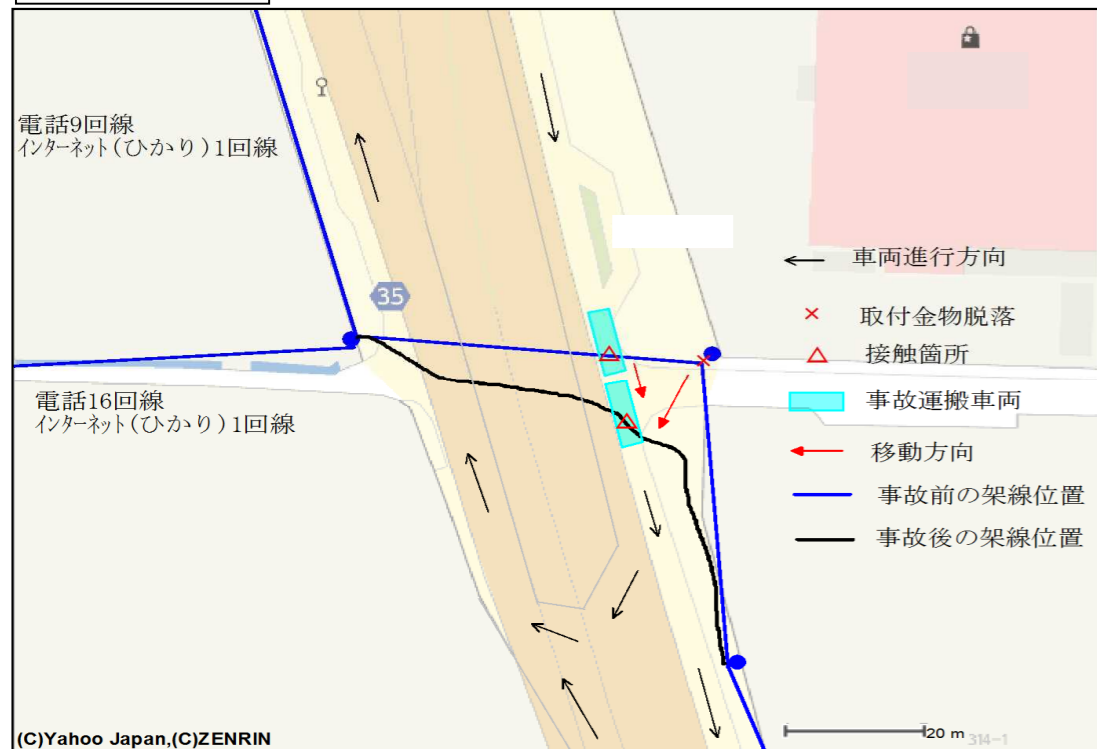 電話9回線
インターネット(ひかり)1回線
35
車両進行方向
取付金物脱落
接触箇所
電話16回線
インターネット(ひかり)1回線
事故運搬車両
移動方向
事故前の架線位置
事故後の架線位置
20 m
314-1
(C)Yahoo Japan,(C)ZENRIN